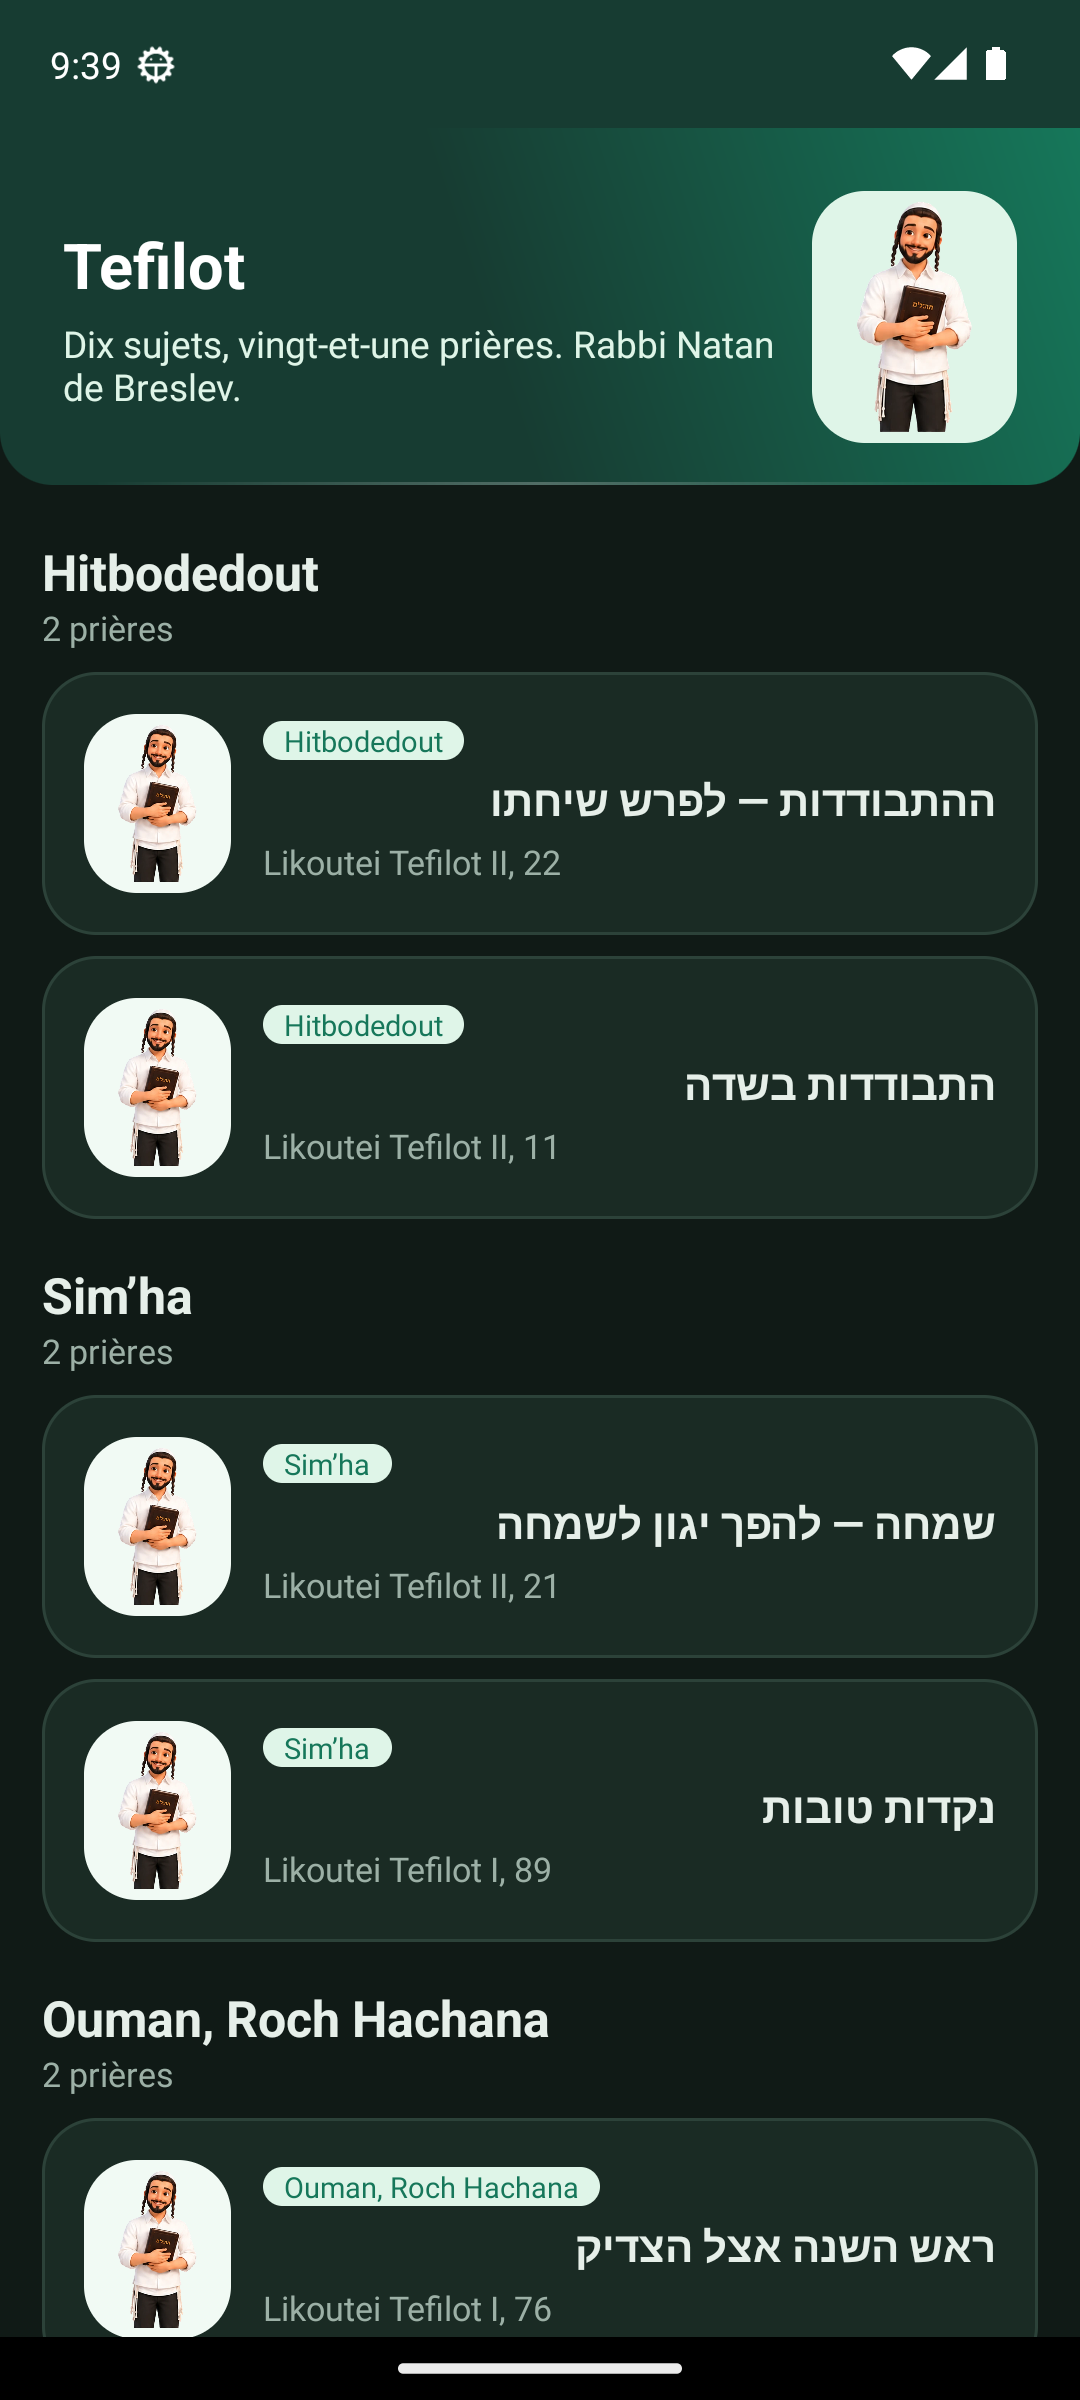 9:39
Tefilot
Dix sujets, vingt-et-une prières. Rabbi Natan
de Breslev.
Hitbodedout
2 prières
Hitbodedout
ההתבודדות – לפרש שיחתו
Likoutei Tefilot II, 22
Hitbodedout
התבודדות בשדה
Likoutei Tefilot II, 11
Sim’ha
2 prières
Sim’ha
שמחה – להפך יגון לשמחה
Likoutei Tefilot II, 21
Sim’ha
נקדות טובות
Likoutei Tefilot I, 89
Ouman, Roch Hachana
2 prières
Ouman, Roch Hachana
ראש השנה אצל הצדיק
Likoutei Tefilot I, 76